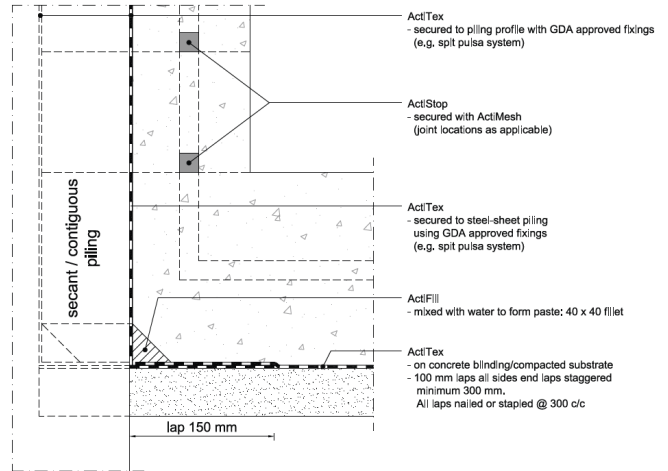 ActiTex
- secured to piling profile with GDA approved fixings
(e.g. spit pulsa system)
ActiStop
- secured with ActiMesh
(joint locations as applicable)
ActiTex
- secured to steel-sheet piling
using GDA approved fixings
(e.g. spit pulsa system)
secant / contiguous
piling
ActiFill
- mixed with water to form paste: 40 x 40 fillet
ActiTex
- on concrete blinding/compacted substrate
- 100 mm laps all sides end laps staggered
minimum 300 mm.
All laps nailed or stapled @ 300 c/c
lap 150 mm